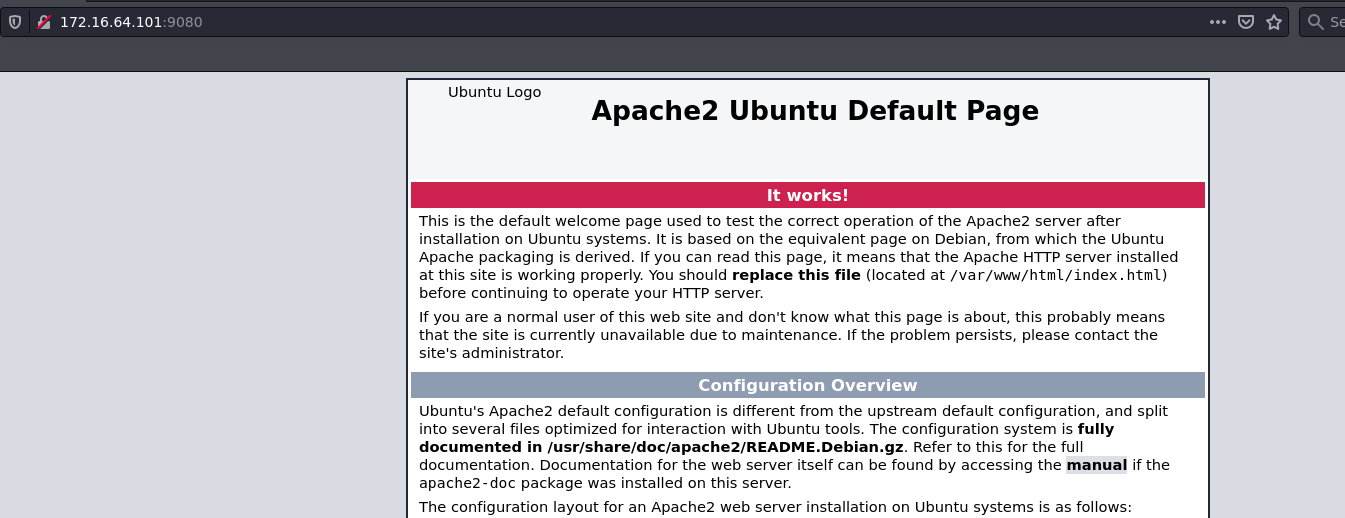 172.16.64.101:9080
Se
Ubuntu Logo
Apache2 Ubuntu Default Page
It works!
This is the default welcome page used to test the correct operation of the Apache2 server after
installation on Ubuntu systems. It is based on the equivalent page on Debian, from which the Ubuntu
Apache packaging is derived. If you can read this page, it means that the Apache HTTP server installed
at this site is working properly. You should replace this file (located at /var/www/html/index.html)
before continuing to operate your HTTP server.
If you are a normal user of this web site and don't know what this page is about, this probably means
that the site is currently unavailable due to maintenance. If the problem persists, please contact the
site's administrator.
Configuration Overview
Ubuntu's Apache2 default configuration is different from the upstream default configuration, and split
into several files optimized for interaction with Ubuntu tools. The configuration system is fully
documented in /usr/share/doc/apache2/README.Debian.gz. Refer to this for the full
documentation. Documentation for the web server itself can be found by accessing the manual if the
apache2-doc package was installed on this server.
The configuration layout for an Apache2 web server installation on Ubuntu systems is as follows: